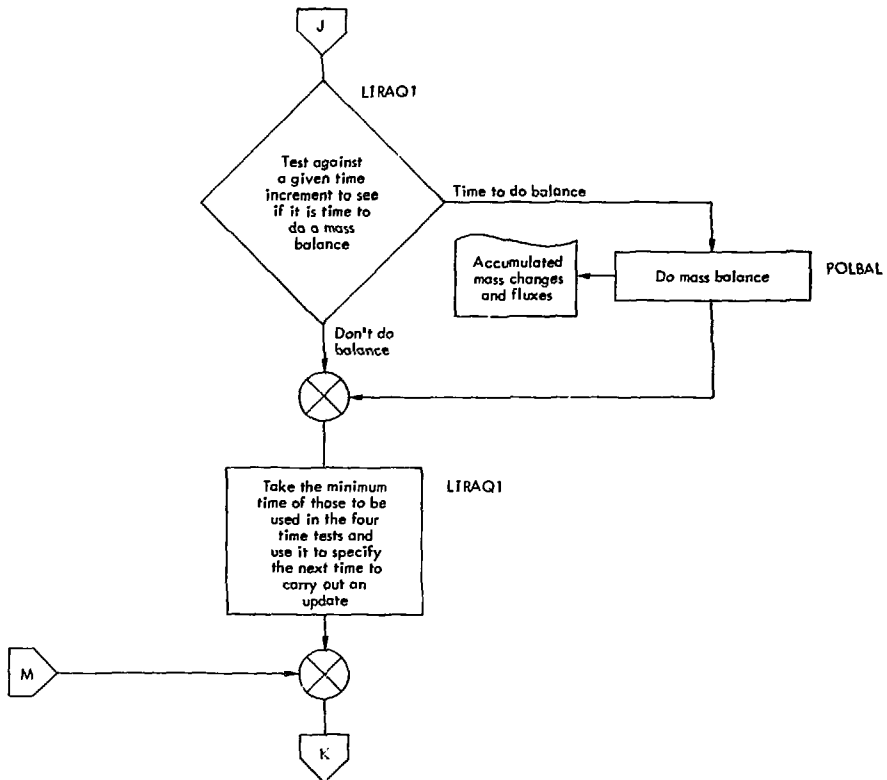 J
LIRAQ1
Test against
a given time
increment to see
if it is time to
do a mass
balance
Time to do balance
Accumulated
mass changes
and fluxes
Do mass balance
POLBAL
Don't do
balance
Take the minimum
time of those to be
used in the four
time tests and
use it to specify
the next time to
carry out an
update
LIRAQ1
M
K